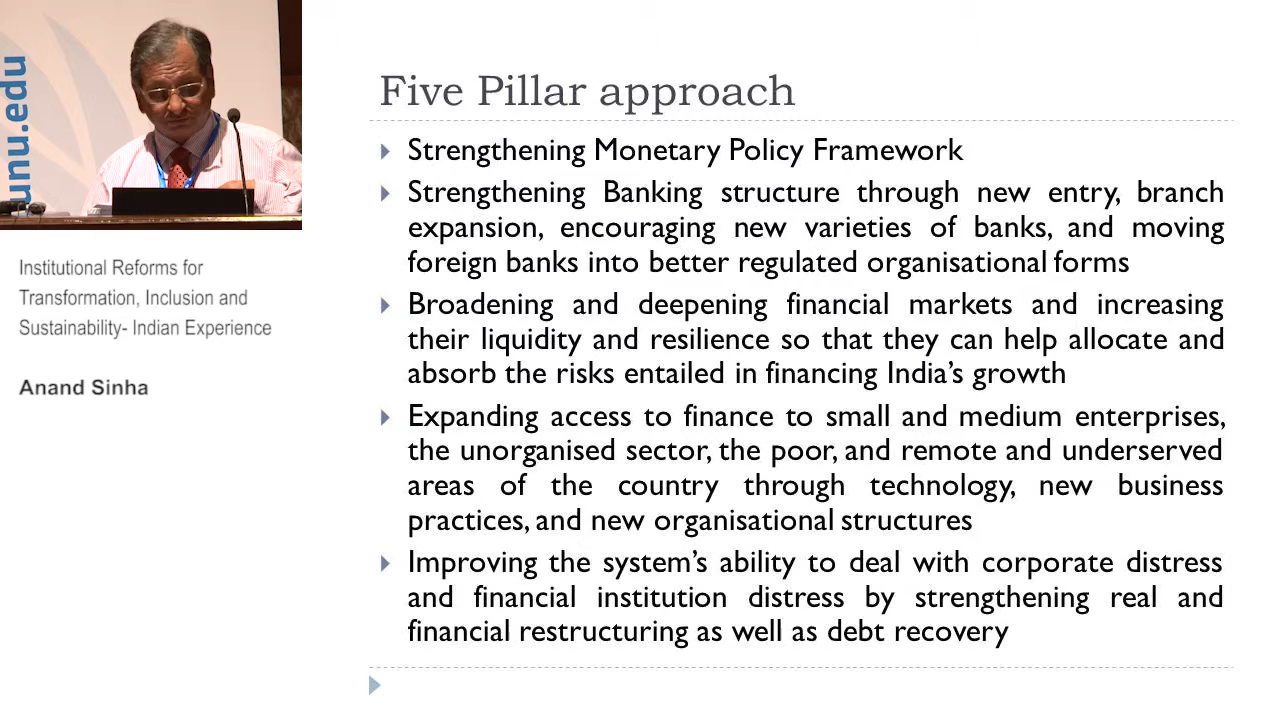 unu.edu
Institutional Reforms for
Transformation, Inclusion and
Sustainability- Indian Experience
Anand Sinha
Five Pillar approach
Strengthening Monetary Policy Framework
Strengthening Banking structure through new entry, branch
expansion, encouraging new varieties of banks, and moving
foreign banks into better regulated organisational forms
Broadening and deepening financial markets and increasing
their liquidity and resilience so that they can help allocate and
absorb the risks entailed in financing India's growth
Expanding access to finance to small and medium enterprises,
the unorganised sector, the poor, and remote and underserved
areas of the country through technology, new business
practices, and new organisational structures
Improving the system's ability to deal with corporate distress
and financial institution distress by strengthening real and
financial restructuring as well as debt recovery